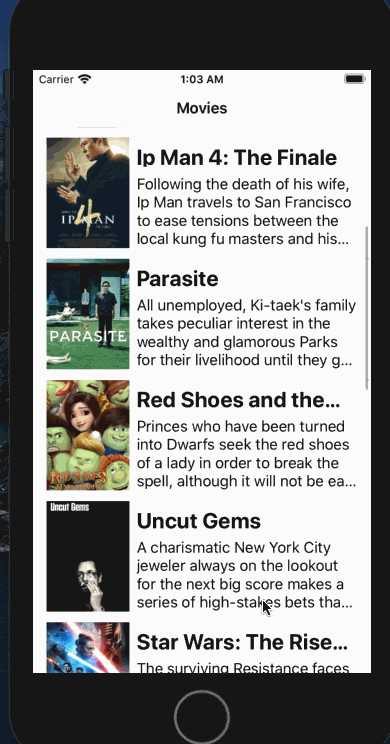 Carrier 1:03 AM
Movies
Ip Man 4: The Finale
Following the death of his wife,
Ip Man travels to San Francisco
to ease tensions between the
local kung fu masters and his...
IP MAN
4
Parasite
All unemployed, Ki-taek's family
takes peculiar interest in the
wealthy and glamorous Parks
for their livelihood until they g...
PARASITE
Red Shoes and the...
Princes who have been turned
into Dwarfs seek the red shoes
of a lady in order to break the
spell, although it will not be ea...
Uncut Gems
Uncut Gems
A charismatic New York City
jeweler always on the lookout
for the next big score makes a
series of high-stakes bets tha...
Star Wars: The Rise...
The surviving Resistance faces